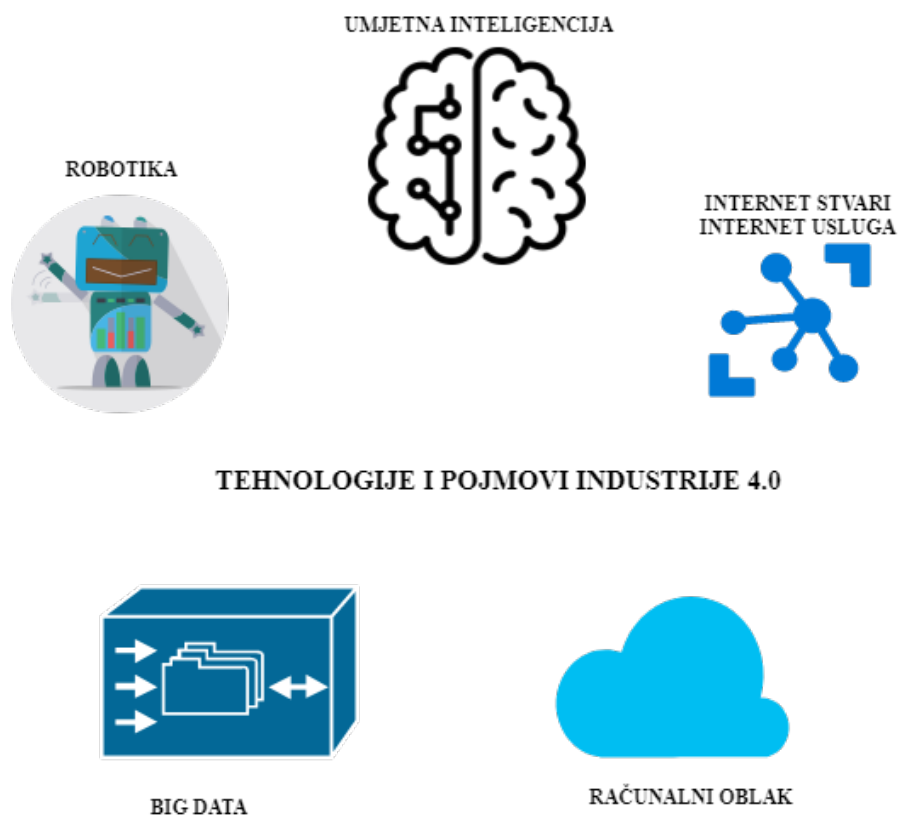 UMJETNA INTELIGENCIJA
ROBOTIKA
INTERNET STVARI
INTERNET USLUGA
TEHNOLOGIJE I POJMOVI INDUSTRIJE 4.0
BIG DATA
RAČUNALNI OBLAK